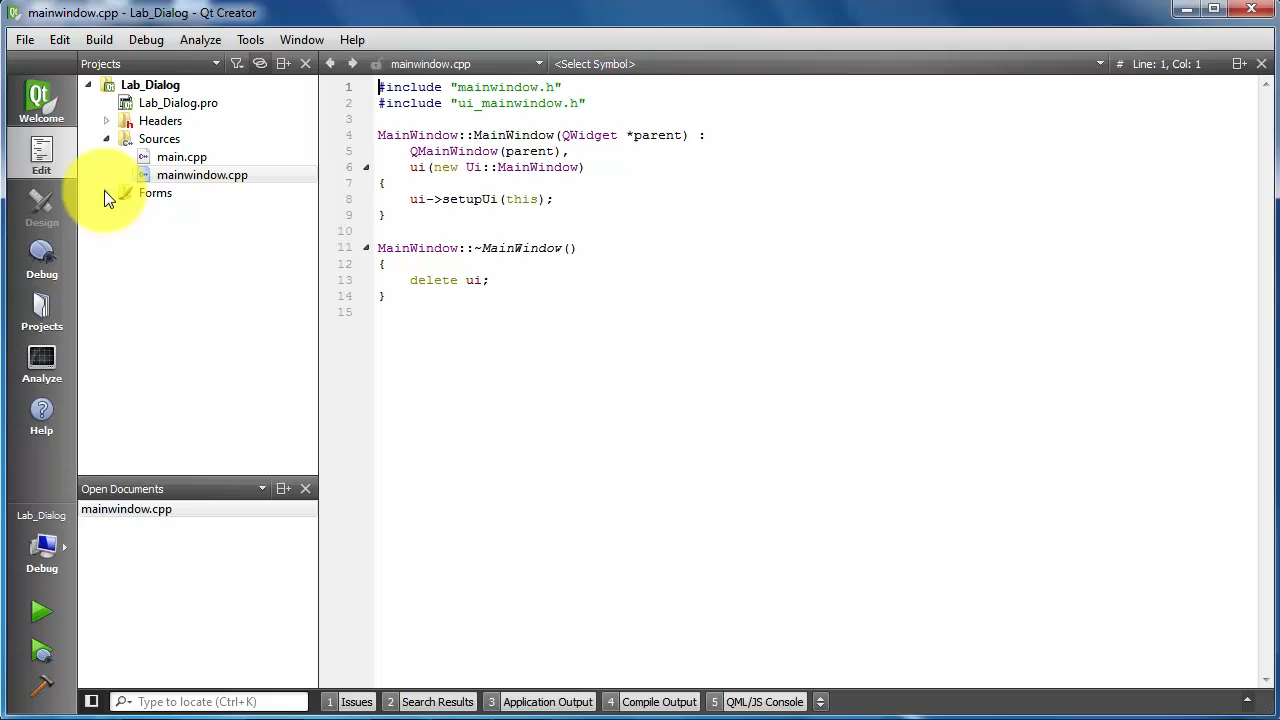 mainwindow.cpp - Lab_Dialog - Qt Creator
File Edit Build Debug Analyze Tools Window Help
Projects mainwindow.cpp <Select Symbol> # Line: 1, Col: 1
Qt
Welcome
Edit
Design
Debug
Projects
Analyze
Help
Lab_Dialog
Debug
Lab_Dialog
Lab_Dialog.pro
Headers
Sources
main.cpp
mainwindow.cpp
Forms
Open Documents
mainwindow.cpp
1 #include "mainwindow.h"
2 #include "ui_mainwindow.h"
3
4 MainWindow::MainWindow(QWidget *parent) :
5 QMainWindow(parent),
6 ui(new Ui::MainWindow)
7 {
8 ui->setupUi(this);
9 }
10
11 MainWindow::~MainWindow()
12 {
13 delete ui;
14 }
15
Type to locate (Ctrl+K) 1 Issues 2 Search Results 3 Application Output 4 Compile Output 5 QML/JS Console